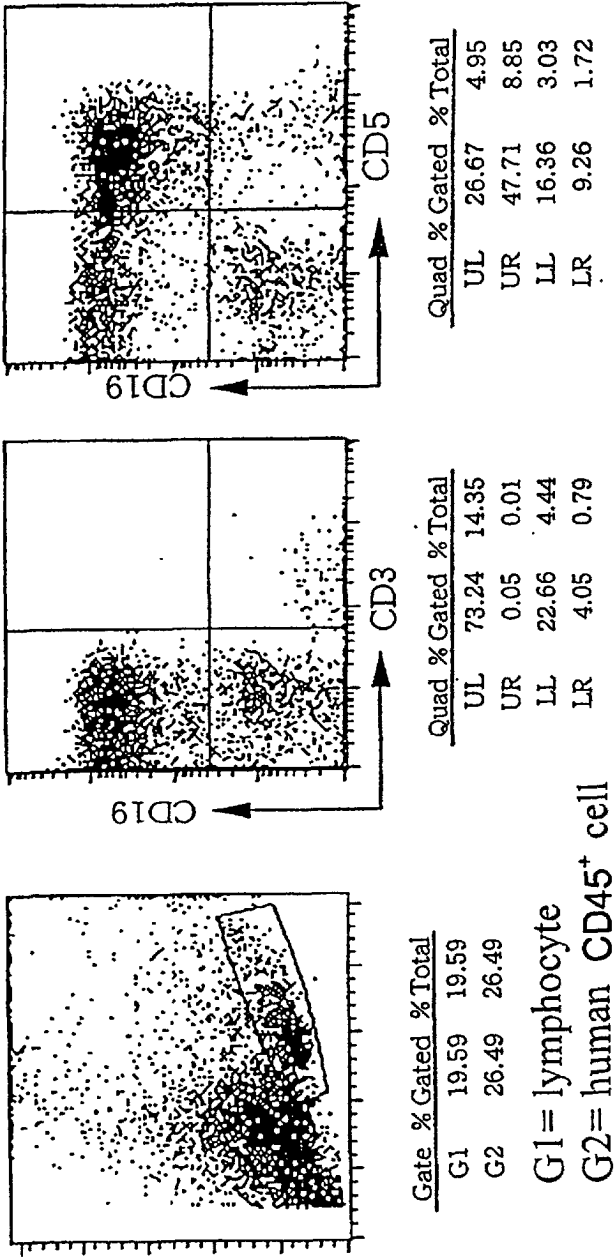 Gate % Gated % Total
G1 19.59 19.59
G2 26.49 26.49
G1= lymphocyte
G2= human CD45⁺ cell
CD19
CD3
Quad % Gated % Total
UL 73.24 14.35
UR 0.05 0.01
LL 22.66 4.44
LR 4.05 0.79
CD19
CD5
Quad % Gated % Total
UL 26.67 4.95
UR 47.71 8.85
LL 16.36 3.03
LR 9.26 1.72